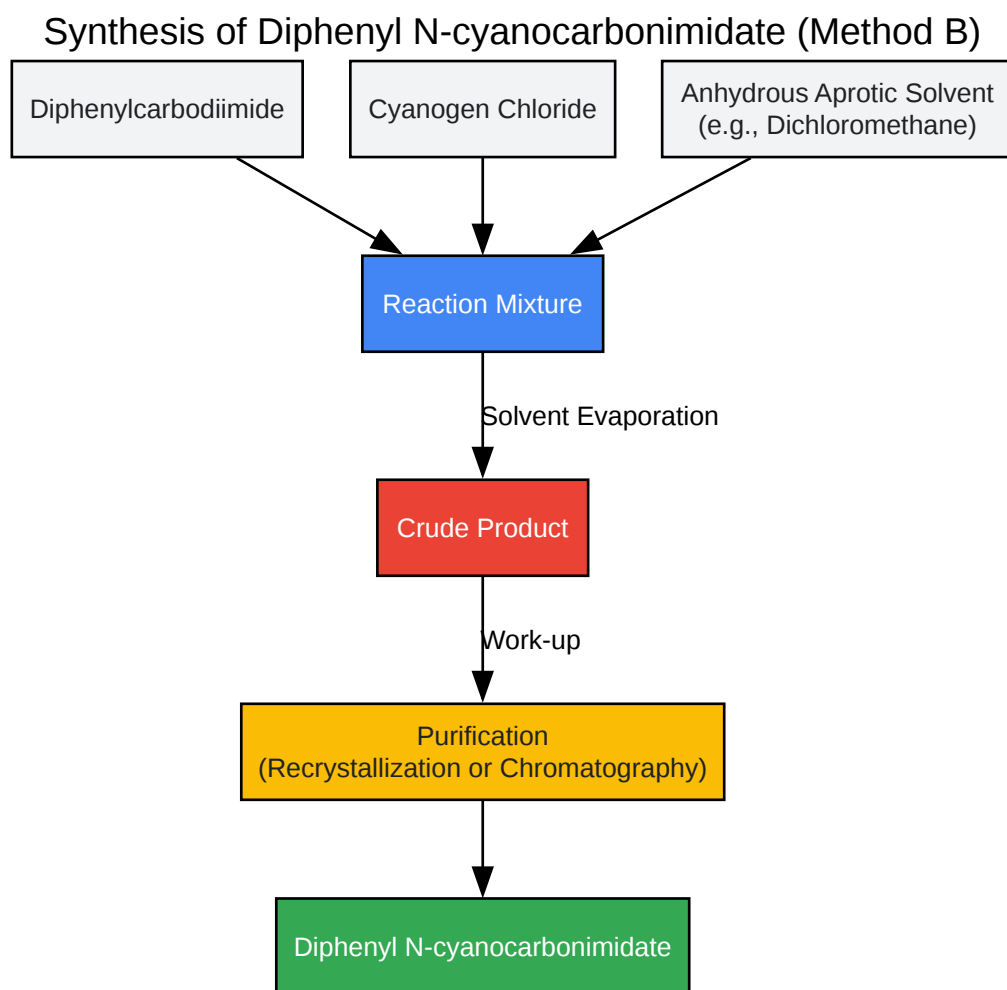 Synthesis of Diphenyl N-cyanocarbonimidate (Method B)
Diphenylcarbodiimide
Cyanogen Chloride
Anhydrous Aprotic Solvent
(e.g., Dichloromethane)
Reaction Mixture
Solvent Evaporation
Crude Product
Work-up
Purification
(Recrystallization or Chromatography)
Diphenyl N-cyanocarbonimidate